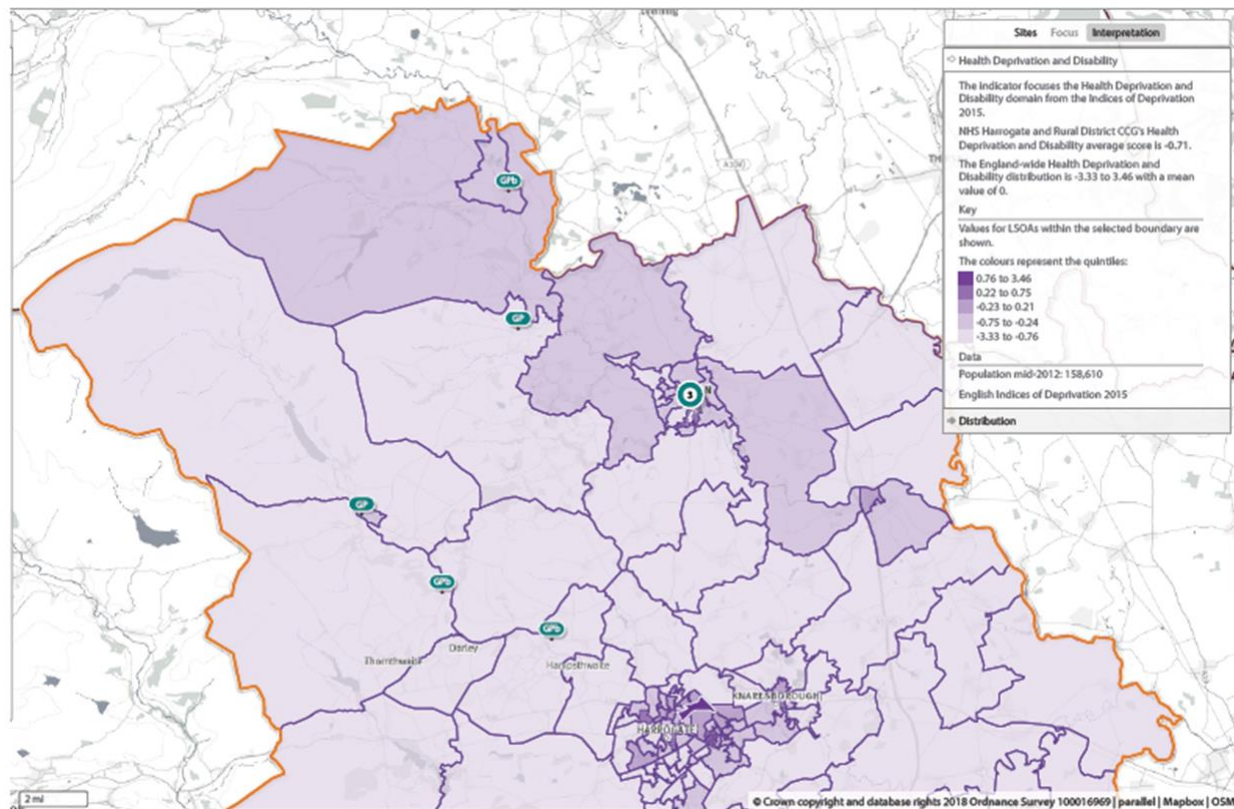 Sites Focus Interpretation
Health Deprivation and Disability
The Indicator focuses the Health Deprivation and
Disability domain from the Indices of Deprivation
2015.
NHS Harrogate and Rural District CCG's Health
Deprivation and Disability average score is -0.71.
The England-wide Health Deprivation and
Disability distribution is -3.33 to 3.46 with a mean
value of 0.
Key
Values for LSOAs within the selected boundary are
shown.
The colours represent the quintiles:
0.76 to 3.46
0.22 to 0.75
-0.23 to 0.21
-0.75 to -0.24
-3.33 to -0.76
Data
Population mid-2012: 158,610
English Indices of Deprivation 2015
Distribution
GPb
GP
3
N
GP
GPb
GPb
Darley
Hampsthwaite
KNARESBOROUGH
HARROGATE
2 mi
© Crown copyright and database rights 2018 Ordnance Survey 100016969 | parallel | Mapbox | OSM